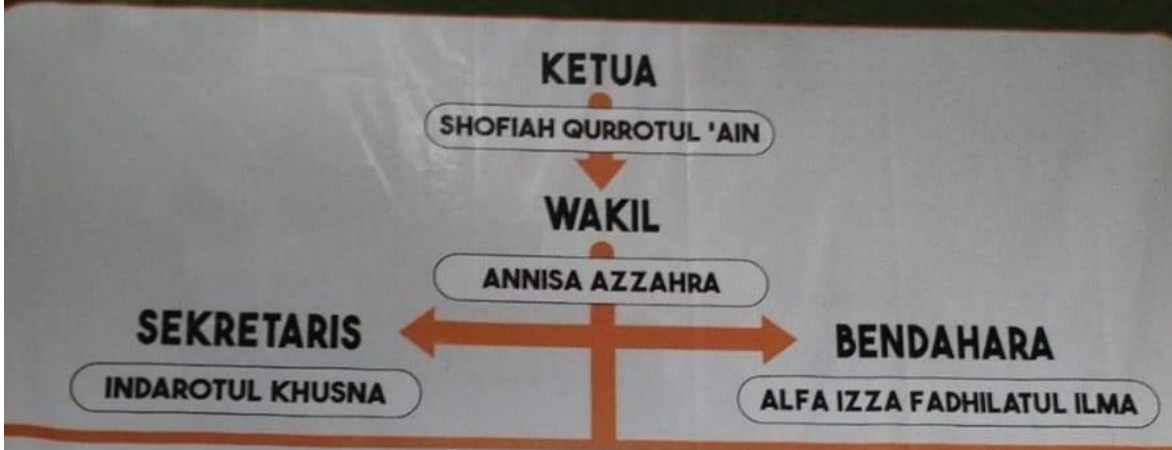 KETUA
SHOFIAH QURROTUL 'AIN
WAKIL
ANNISA AZZAHRA
SEKRETARIS
INDAROTUL KHUSNA
BENDAHARA
ALFA IZZA FADHILATUL ILMA